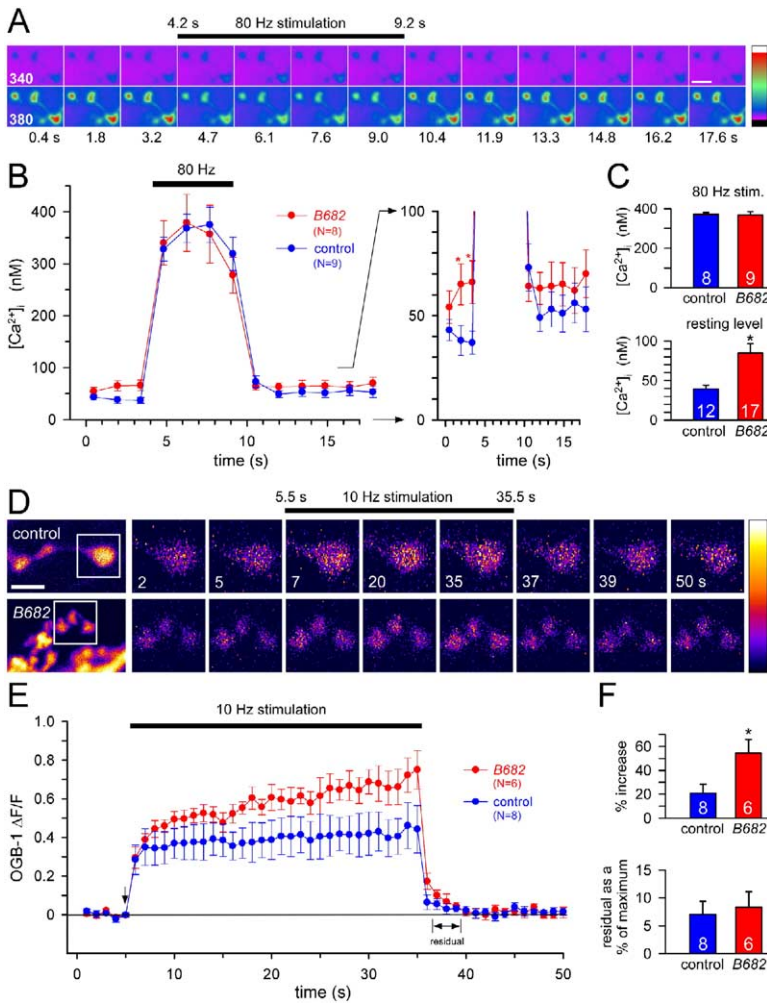 A
4.2 s 80 Hz stimulation 9.2 s
340
380
0.4 s 1.8 3.2 4.7 6.1 7.6 9.0 10.4 11.9 13.3 14.8 16.2 17.6 s
B
80 Hz
B682
(N=8)
control
(N=9)
[Ca²⁺]ᵢ (nM)
400
350
300
250
200
150
100
50
0
0 5 10 15
time (s)
100
50
0
* *
0 5 10 15
time (s)
C
80 Hz stim.
[Ca²⁺]ᵢ (nM)
400
200
0
8 9
control B682
resting level
[Ca²⁺]ᵢ (nM)
100
50
0
*
12 17
control B682
D
5.5 s 10 Hz stimulation 35.5 s
control
2 5 7 20 35 37 39 50 s
B682
E
10 Hz stimulation
OGB-1 ΔF/F
1.0
0.8
0.6
0.4
0.2
0
B682
(N=6)
control
(N=8)
residual
0 10 20 30 40 50
time (s)
F
% increase
60
40
20
0
*
8 6
control B682
residual as a
% of maximum
15
10
5
0
8 6
control B682